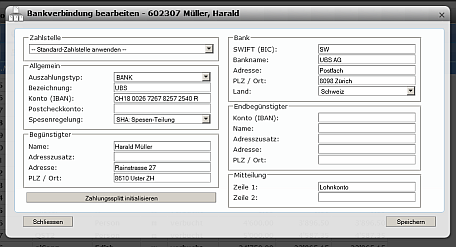 Bankverbindung bearbeiten - 602307 Müller, Harald
Zahlstelle
-- Standard-Zahlstelle anwenden --
Allgemein
Auszahlungstyp: BANK
Bezeichnung: UBS
Konto (IBAN): CH18 0026 7267 8257 2540 R
Postcheckkonto:
Spesenregelung: SHA: Spesen-Teilung
Begünstigter
Name: Harald Müller
Adresszusatz:
Adresse: Rainstrasse 27
PLZ / Ort: 8610 Uster ZH
Zahlungssplitt initialisieren
Bank
SWIFT (BIC): SW
Bankname: UBS AG
Adresse: Postfach
PLZ / Ort: 8098 Zürich
Land: Schweiz
Endbegünstigter
Konto (IBAN):
Name:
Adresszusatz:
Adresse:
PLZ / Ort:
Mitteilung
Zeile 1: Lohnkonto
Zeile 2:
Schliessen
Speichern